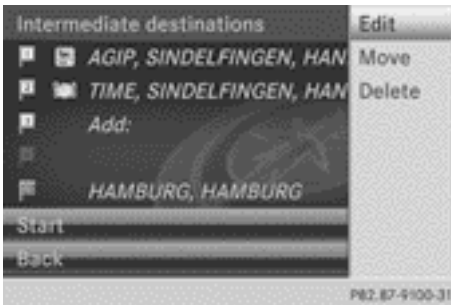 Intermediate destinations
AGIP, SINDELFINGEN, HAN
TIME, SINDELFINGEN, HAN
Add:
HAMBURG, HAMBURG
Start
Back
Edit
Move
Delete
P82.87-9100-31